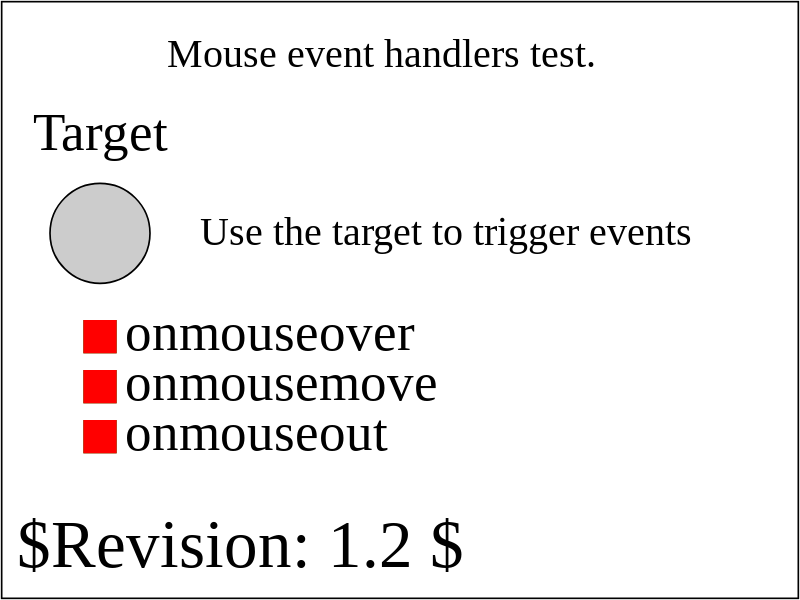 Mouse event handlers test.
Target
Use the target to trigger events
onmouseover
onmousemove
onmouseout
$Revision: 1.2 $